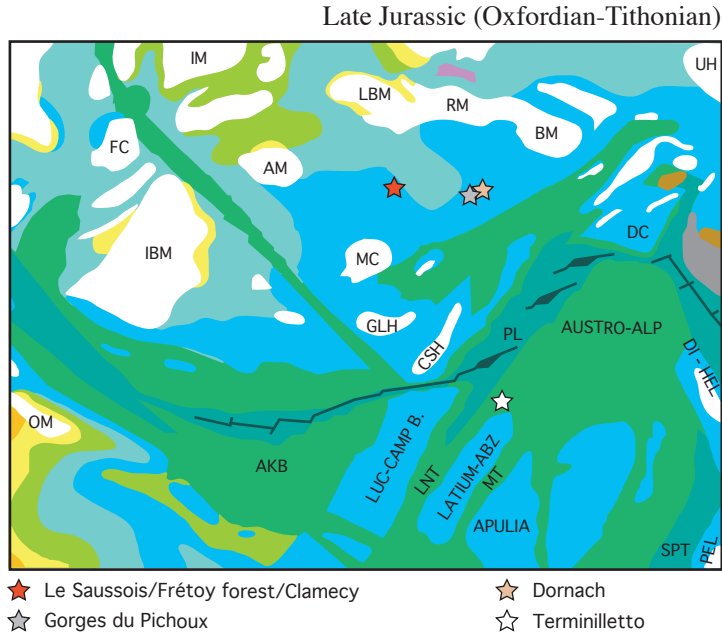 Late Jurassic (Oxfordian-Tithonian)
IM
UH
LBM
RM
FC
BM
AM
DC
IBM
MC
GLH
PL
AUSTRO-ALP
CSH
DI - HEL
OM
LUC-CAMP B.
AKB
LNT
LATIUM-ABZ
MT
APULIA
SPT
PEL
Le Saussois/Frétoy forest/Clamecy
Dornach
Gorges du Pichoux
Terminilletto